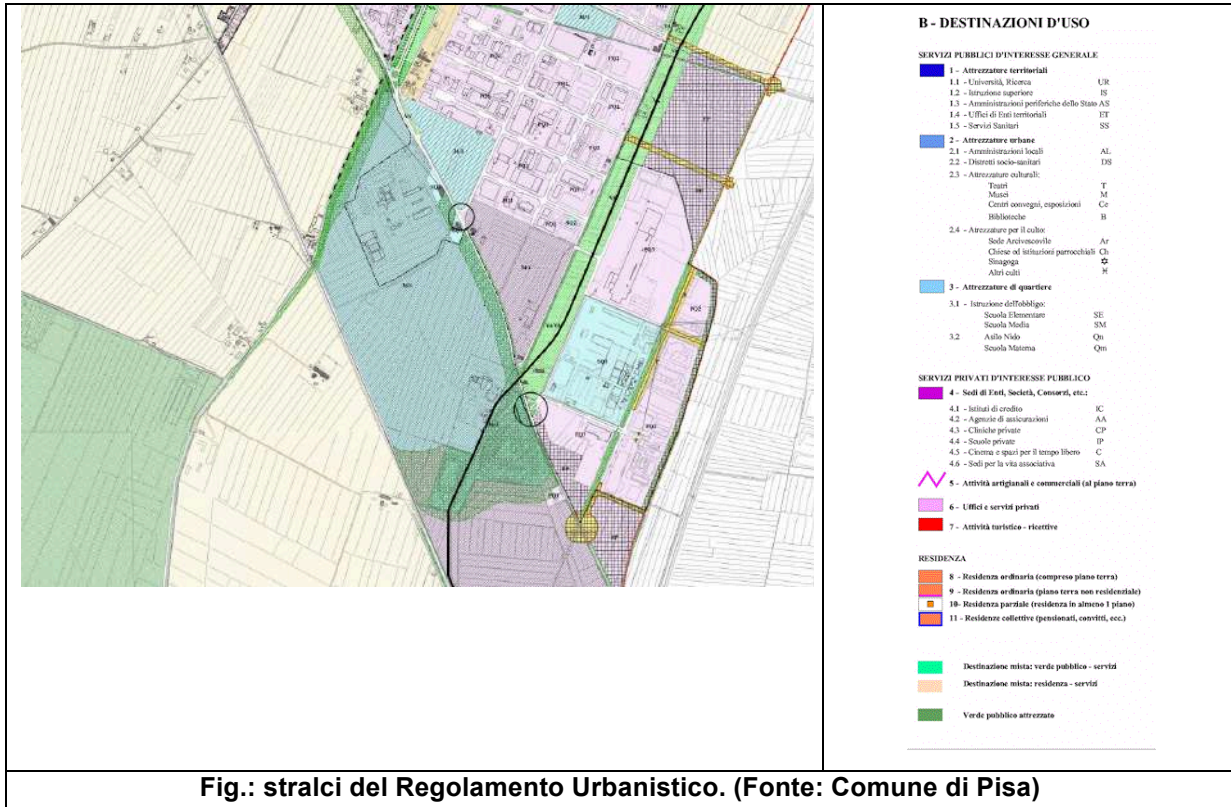 B - DESTINAZIONI D'USO
SERVIZI PUBBLICI D'INTERESSE GENERALE
1 - Attrezzature territoriali
1.1 - Università, Ricerca UR
1.2 - Istruzione superiore IS
1.3 - Amministrazioni periferiche dello Stato AS
1.4 - Uffici di Enti territoriali ET
1.5 - Servizi Sanitari SS
2 - Attrezzature urbane
2.1 - Amministrazioni locali AL
2.2 - Distretti socio-sanitari DS
2.3 - Attrezzature culturali:
Teatri T
Musei M
Centri convegni, esposizioni Ce
Biblioteche B
2.4 - Attrezzature per il culto:
Sede Arcivescovile Ar
Chiese ed istituzioni parrocchiali Ch
Sinagoga ✡
Altri culti
3 - Attrezzature di quartiere
3.1 - Istruzione dell'obbligo:
Scuola Elementare SE
Scuola Media SM
3.2 Asilo Nido Qn
Scuola Materna Qm
SERVIZI PRIVATI D'INTERESSE PUBBLICO
4 - Sedi di Enti, Società, Consorzi, etc.:
4.1 - Istituti di credito IC
4.2 - Agenzie di assicurazioni AA
4.3 - Cliniche private CP
4.4 - Scuole private IP
4.5 - Cinema e spazi per il tempo libero C
4.6 - Sedi per la vita associativa SA
5 - Attività artigianali e commerciali (al piano terra)
6 - Uffici e servizi privati
7 - Attività turistico - ricettive
RESIDENZA
8 - Residenza ordinaria (compreso piano terra)
9 - Residenza ordinaria (piano terra non residenziale)
10- Residenza parziale (residenza in almeno 1 piano)
11 - Residenze collettive (pensionati, convitti, ecc.)
Destinazione mista: verde pubblico - servizi
Destinazione mista: residenza - servizi
Verde pubblico attrezzato
Fig.: stralci del Regolamento Urbanistico. (Fonte: Comune di Pisa)